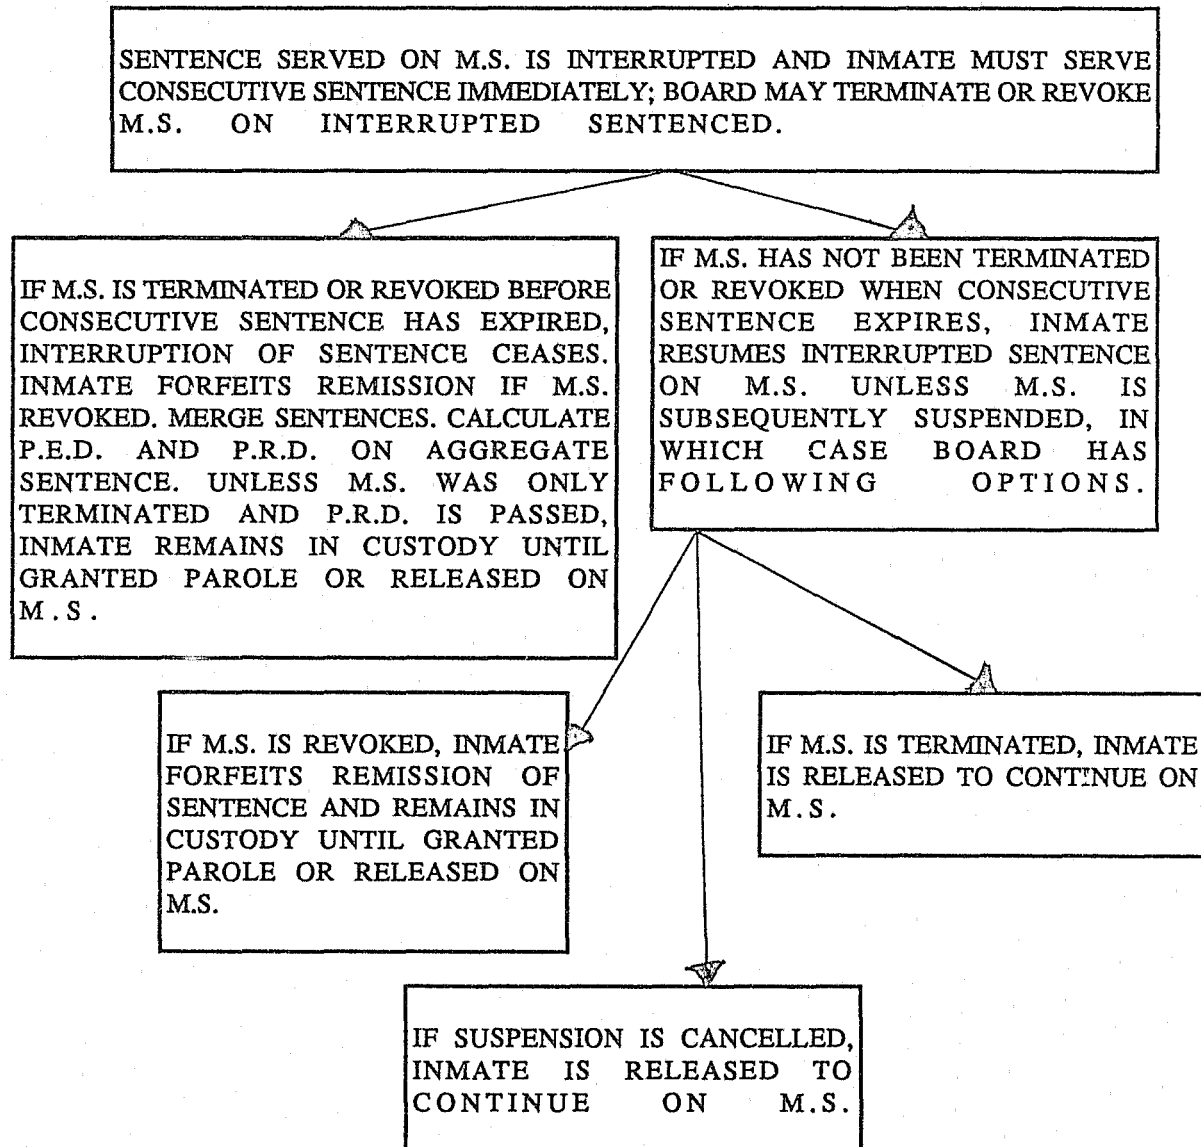 SENTENCE SERVED ON M.S. IS INTERRUPTED AND INMATE MUST SERVE
CONSECUTIVE SENTENCE IMMEDIATELY; BOARD MAY TERMINATE OR REVOKE
M.S. ON INTERRUPTED SENTENCED.
IF M.S. IS TERMINATED OR REVOKED BEFORE
CONSECUTIVE SENTENCE HAS EXPIRED,
INTERRUPTION OF SENTENCE CEASES.
INMATE FORFEITS REMISSION IF M.S.
REVOKED. MERGE SENTENCES. CALCULATE
P.E.D. AND P.R.D. ON AGGREGATE
SENTENCE. UNLESS M.S. WAS ONLY
TERMINATED AND P.R.D. IS PASSED,
INMATE REMAINS IN CUSTODY UNTIL
GRANTED PAROLE OR RELEASED ON
M.S.
IF M.S. HAS NOT BEEN TERMINATED
OR REVOKED WHEN CONSECUTIVE
SENTENCE EXPIRES, INMATE
RESUMES INTERRUPTED SENTENCE
ON M.S. UNLESS M.S. IS
SUBSEQUENTLY SUSPENDED, IN
WHICH CASE BOARD HAS
FOLLOWING OPTIONS.
IF M.S. IS REVOKED, INMATE
FORFEITS REMISSION OF
SENTENCE AND REMAINS IN
CUSTODY UNTIL GRANTED
PAROLE OR RELEASED ON
M.S.
IF M.S. IS TERMINATED, INMATE
IS RELEASED TO CONTINUE ON
M.S.
IF SUSPENSION IS CANCELLED,
INMATE IS RELEASED TO
CONTINUE ON M.S.